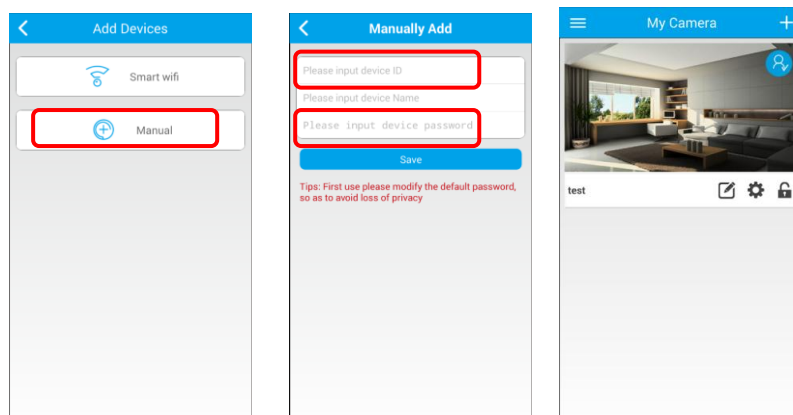 Add Devices
Smart wifi
Manual
Manually Add
Please input device ID
Please input device Name
Please input device password
Save
Tips: First use please modify the default password,
so as to avoid loss of privacy
My Camera
test